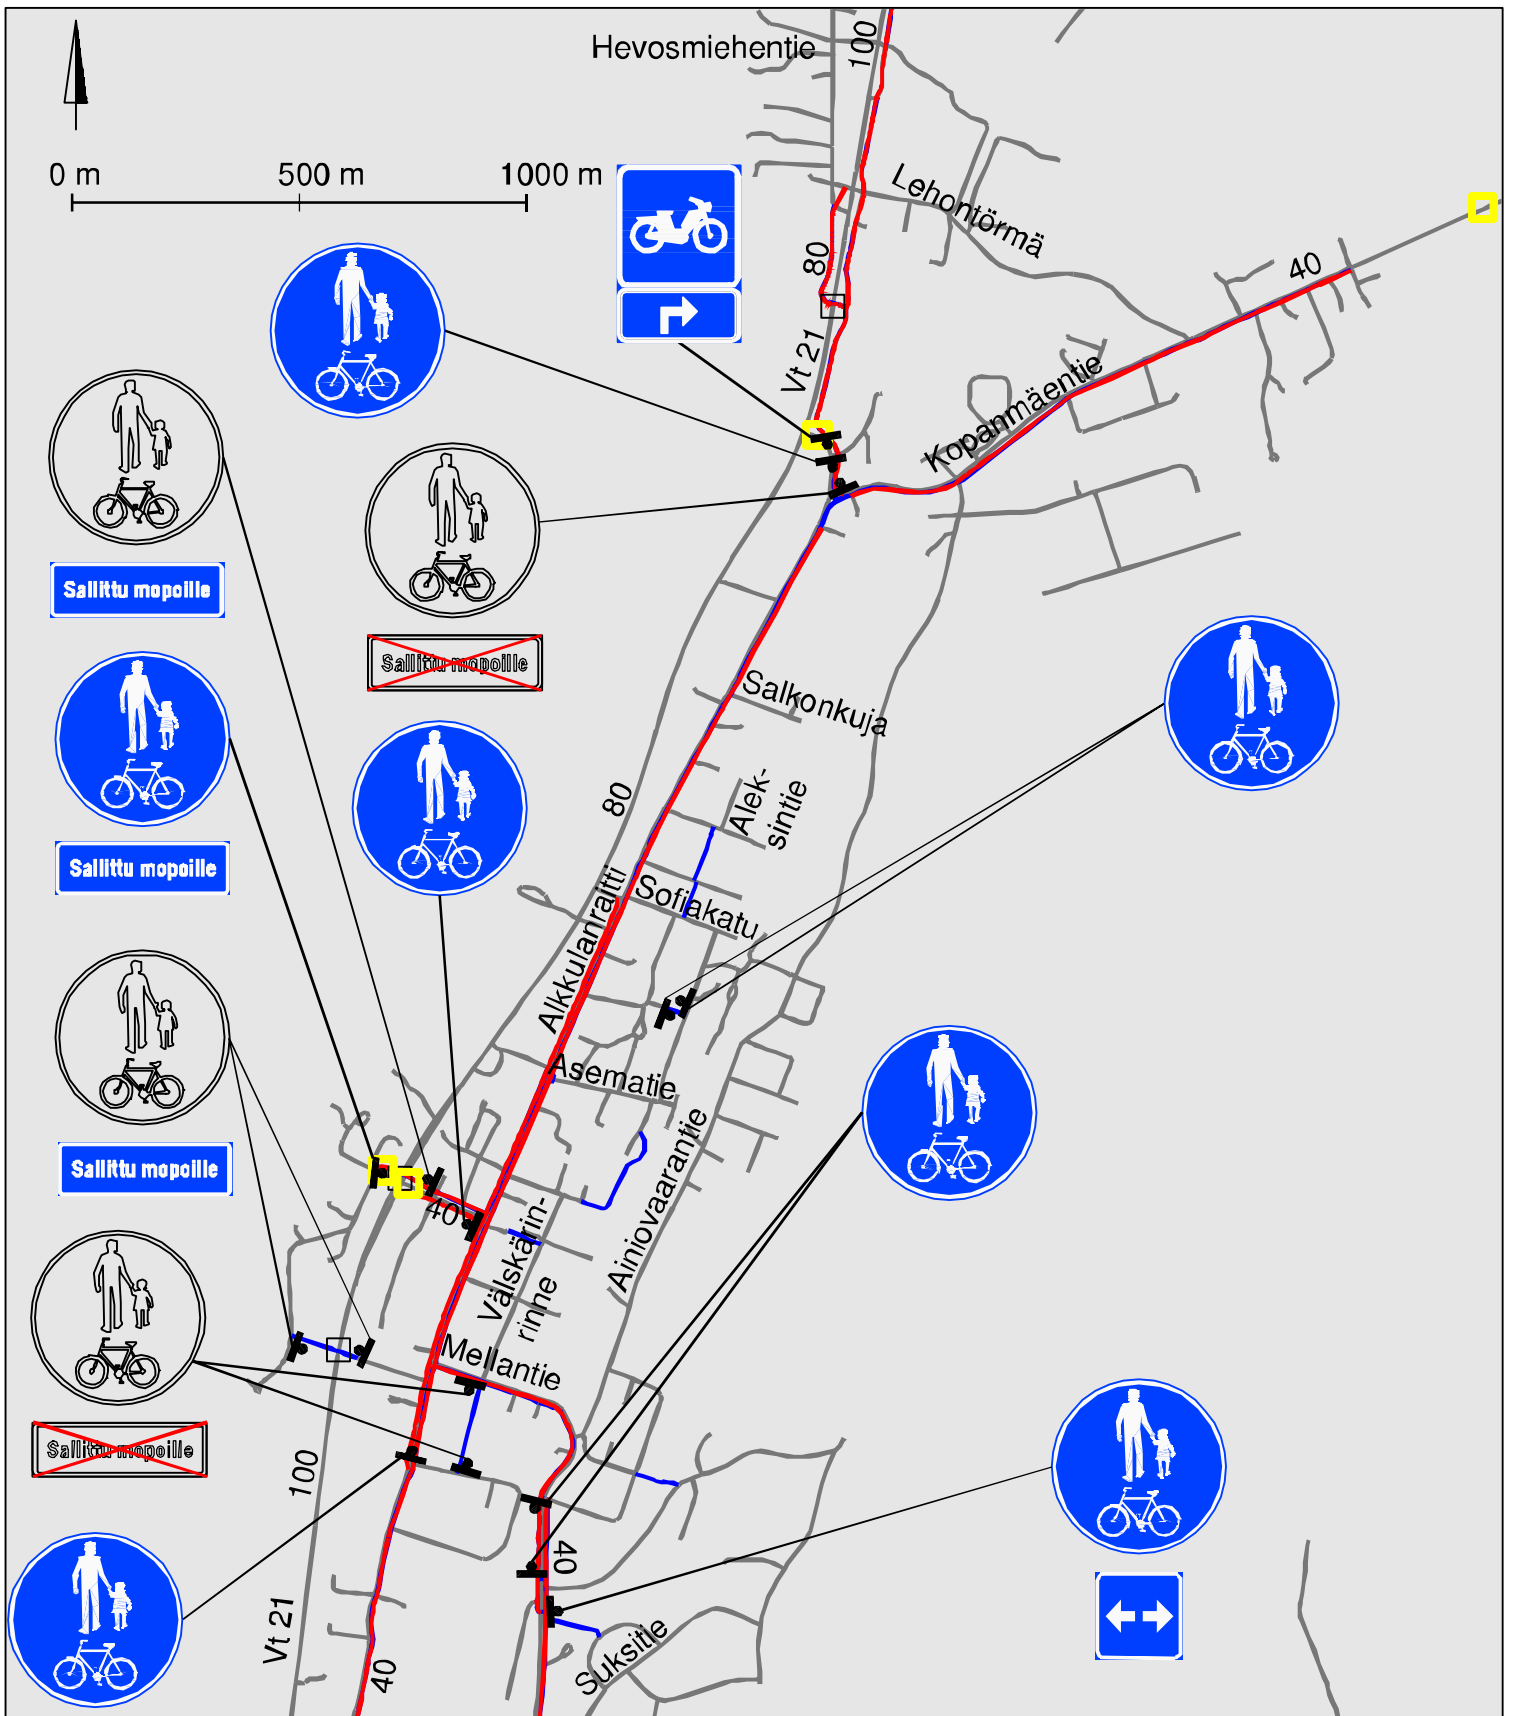 Hevosmiehentie
100
0 m
500 m
1000 m
Lehontörmä
80
40
Vt 21
Kopanmäentie
Sallittu mopoille
Sallittu mopoille
Salkonkuja
80
Alek-
sintie
Sallittu mopoille
Alkkulanraitti
Sofiakatu
Asematie
Ainiovaarantie
Sallittu mopoille
40
Välskärin-
rinne
Mellantie
Sallittu mopoille
100
40
Vt 21
40
Suksitie